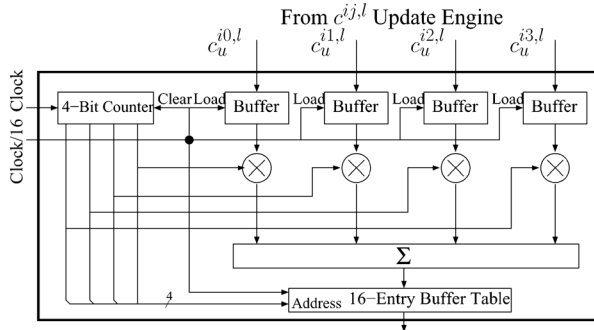 From c^{ij,l} Update Engine
c_u^{i0,l} c_u^{i1,l} c_u^{i2,l} c_u^{i3,l}
Clock/16 Clock
4-Bit Counter Clear Load Buffer Load Buffer Load Buffer Load Buffer
Σ
4
Address 16-Entry Buffer Table